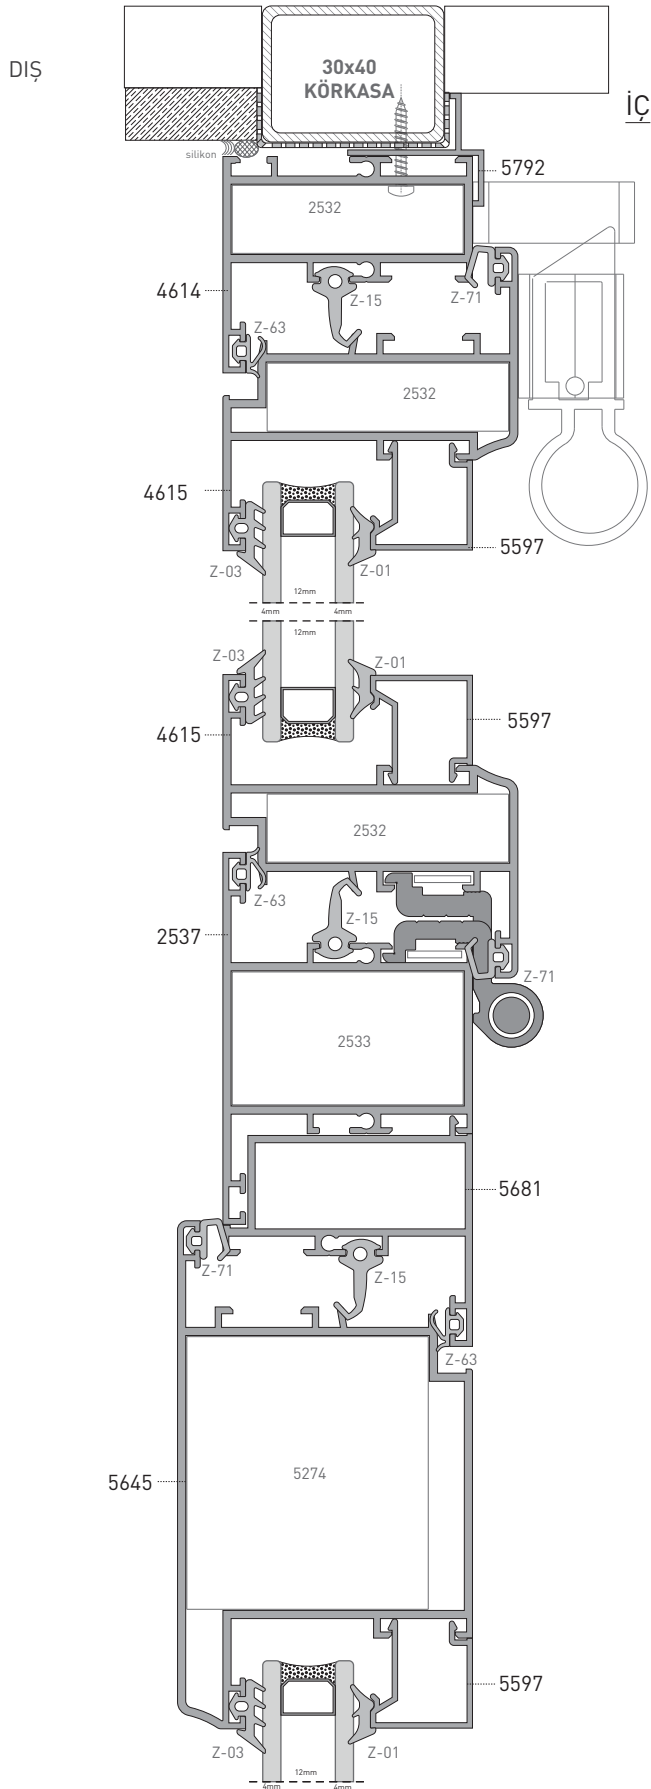 DIŞ
30x40
KÖRKASA
İÇ
silikon
5792
2532
4614
Z-15
Z-71
Z-63
2532
4615
5597
Z-03
Z-01
12mm
4mm
4mm
12mm
Z-03
Z-01
4615
5597
2532
Z-63
Z-15
2537
Z-71
2533
5681
Z-71
Z-15
Z-63
5645
5274
5597
Z-03
Z-01
12mm
4mm
4mm